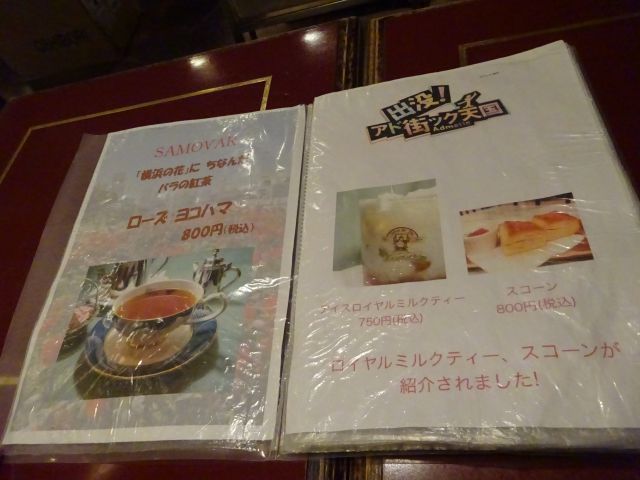 SAMOVAR
「横浜の花」に ちなんだ
バラの紅茶
ローズ ヨコハマ
800円(税込)
出没!
アド街ック天国
Admatic
アイスロイヤルミルクティー
750円(税込)
スコーン
800円(税込)
ロイヤルミルクティー、スコーンが
紹介されました!